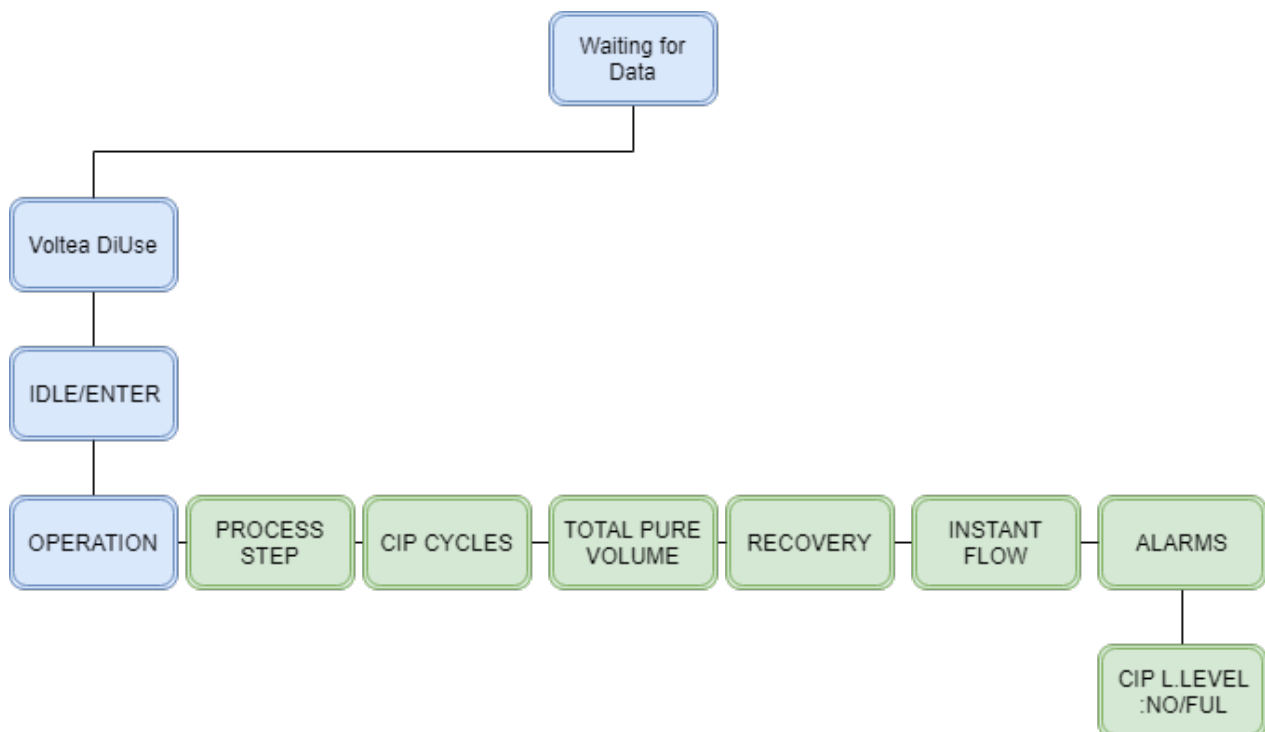 Waiting for
Data
Voltea DiUse
IDLE/ENTER
OPERATION
PROCESS
STEP
CIP CYCLES
TOTAL PURE
VOLUME
RECOVERY
INSTANT
FLOW
ALARMS
CIP L.LEVEL
:NO/FUL